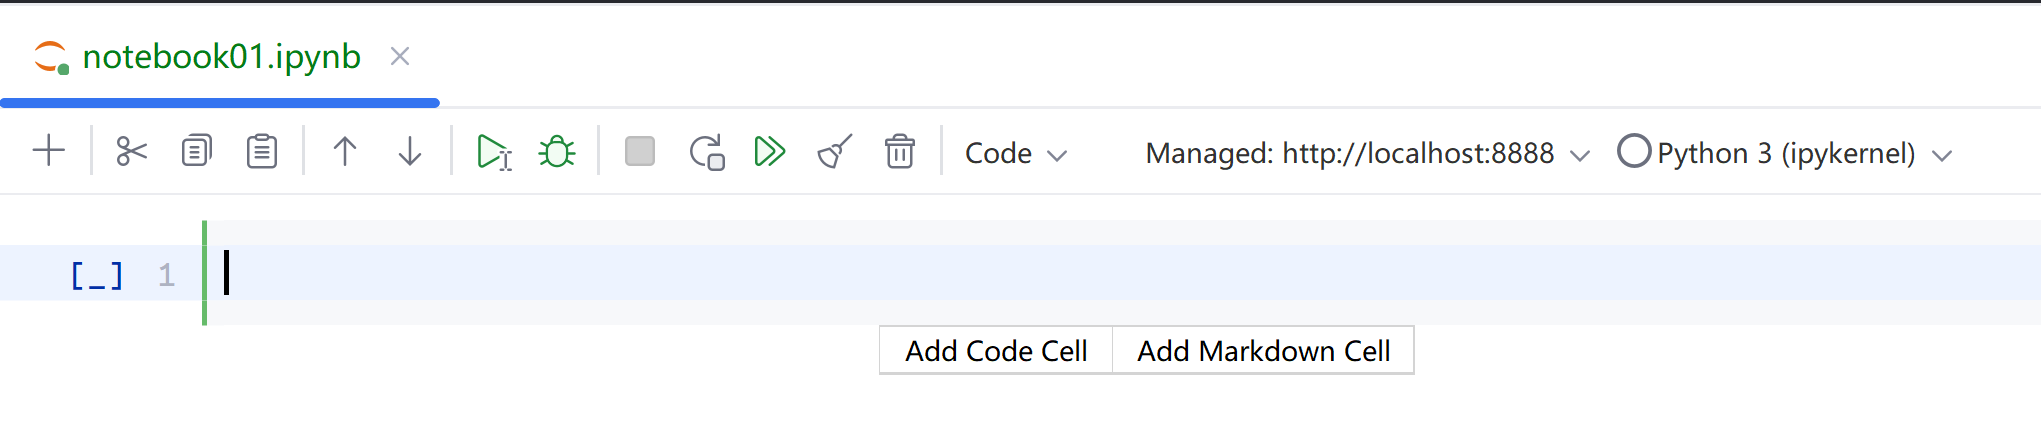 notebook01.ipynb
Code Managed: http://localhost:8888 Python 3 (ipykernel)
[_] 1
Add Code Cell Add Markdown Cell